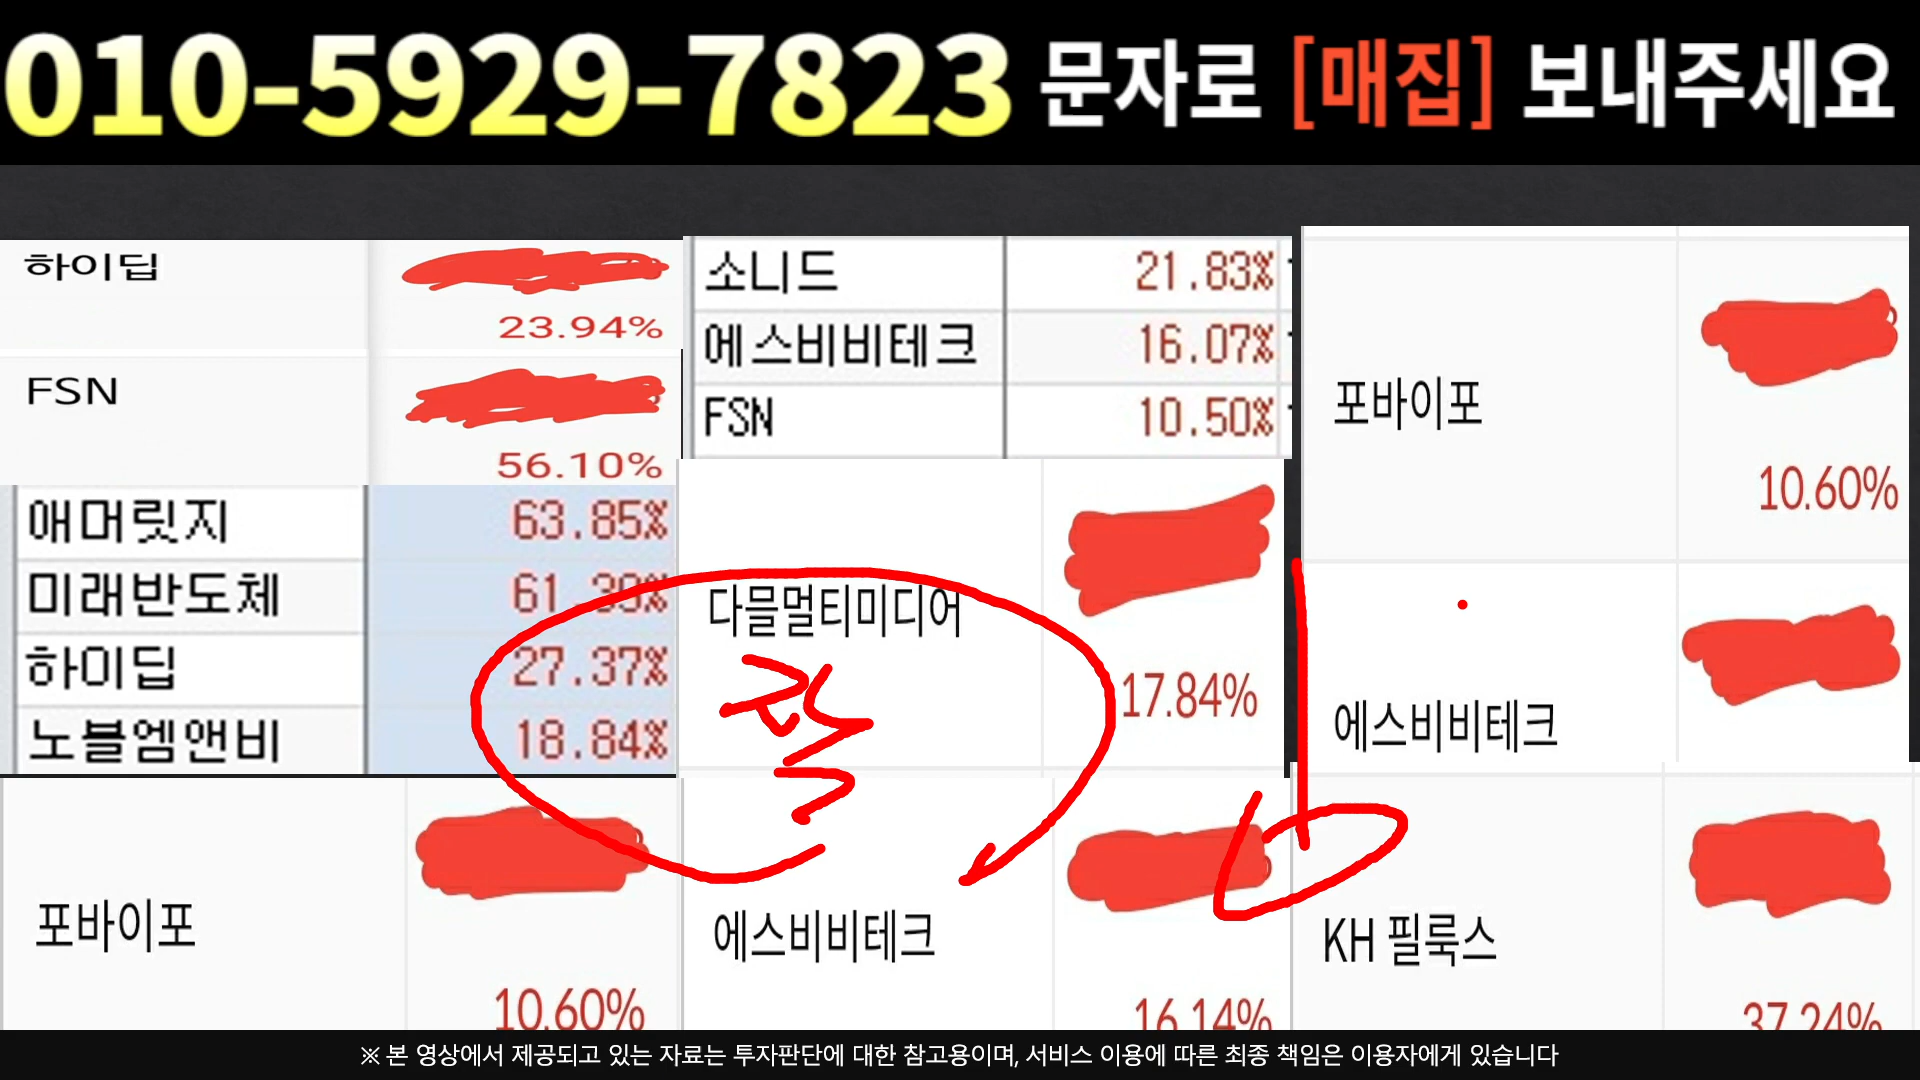 010-5929-7823 문자로 [매집] 보내주세요
하이딥
23.94%
FSN
56.10%
애머릿지 63.85%
미래반도체 61.39%
하이딥 27.37%
노블엠앤비 18.84%
소니드 21.83%
에스비비테크 16.07%
FSN 10.50%
다믈멀티미디어
17.84%
포바이포
10.60%
에스비비테크
포바이포
10.60%
에스비비테크
16.14%
KH 필룩스
37.24%
※ 본 영상에서 제공되고 있는 자료는 투자판단에 대한 참고용이며, 서비스 이용에 따른 최종 책임은 이용자에게 있습니다